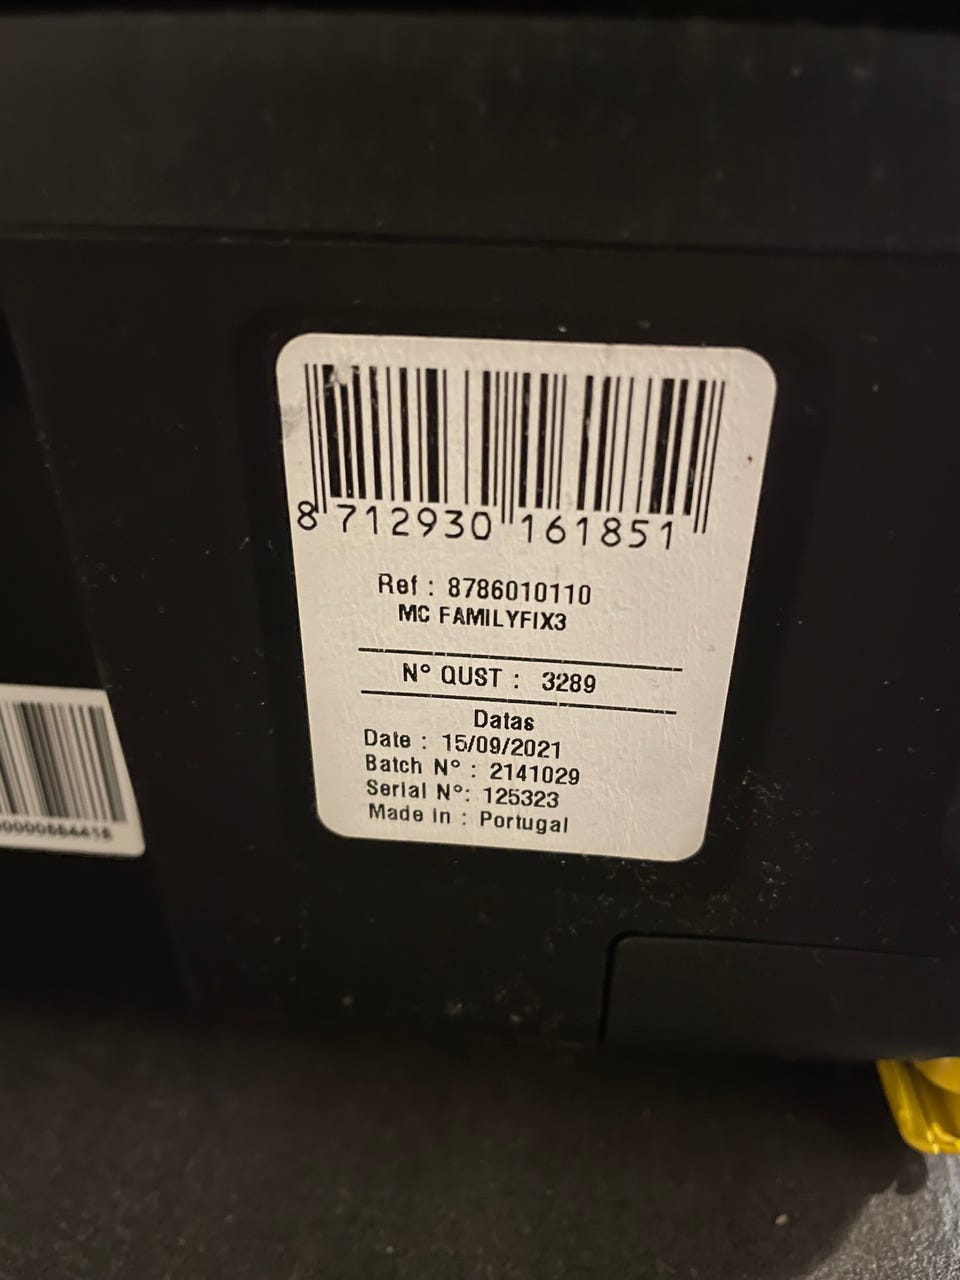 8 712930 161851
Ref : 8786010110
MC FAMILYFIX3
N° QUST : 3289
Datas
Date : 15/09/2021
Batch N° : 2141029
Serial N°: 125323
Made in : Portugal